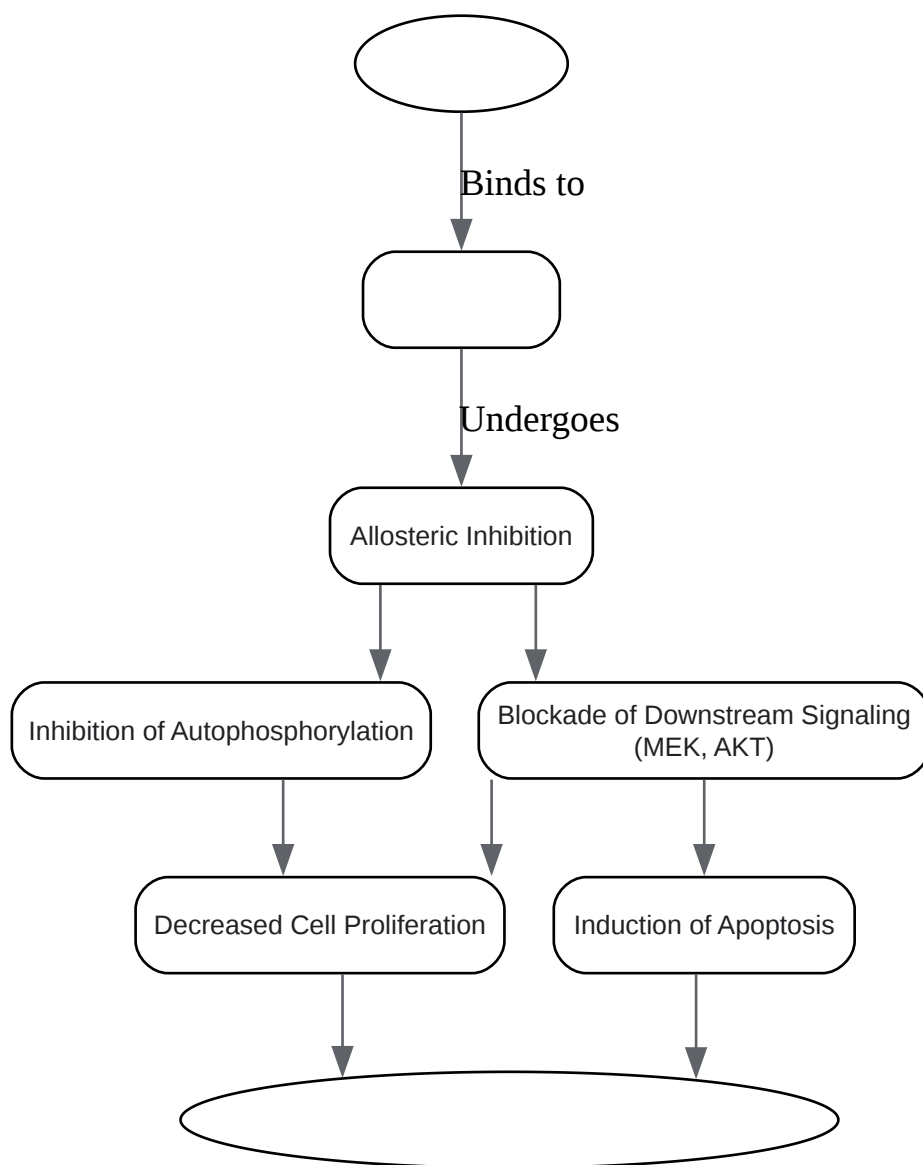 Binds to
Undergoes
Allosteric Inhibition
Inhibition of Autophosphorylation
Blockade of Downstream Signaling
(MEK, AKT)
Decreased Cell Proliferation
Induction of Apoptosis